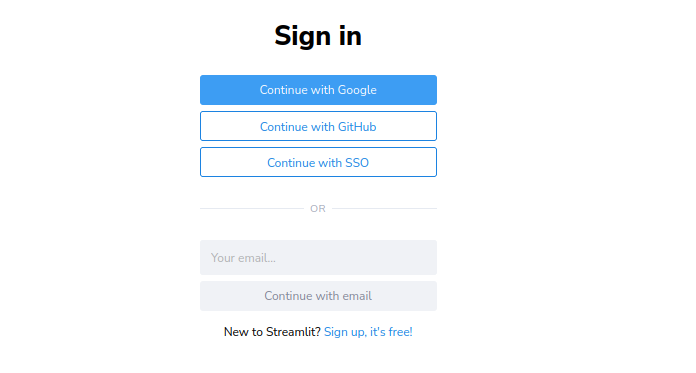 Sign in
Continue with Google
Continue with GitHub
Continue with SSO
OR
Your email...
Continue with email
New to Streamlit? Sign up, it's free!